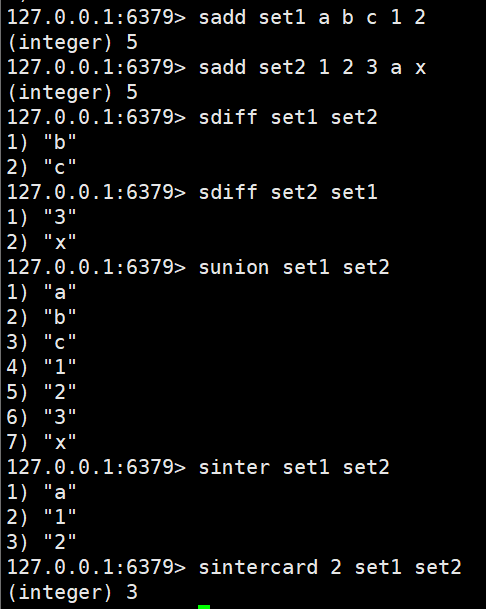 127.0.0.1:6379> sadd set1 a b c 1 2
(integer) 5
127.0.0.1:6379> sadd set2 1 2 3 a x
(integer) 5
127.0.0.1:6379> sdiff set1 set2
1) "b"
2) "c"
127.0.0.1:6379> sdiff set2 set1
1) "3"
2) "x"
127.0.0.1:6379> sunion set1 set2
1) "a"
2) "b"
3) "c"
4) "1"
5) "2"
6) "3"
7) "x"
127.0.0.1:6379> sinter set1 set2
1) "a"
2) "1"
3) "2"
127.0.0.1:6379> sintercard 2 set1 set2
(integer) 3